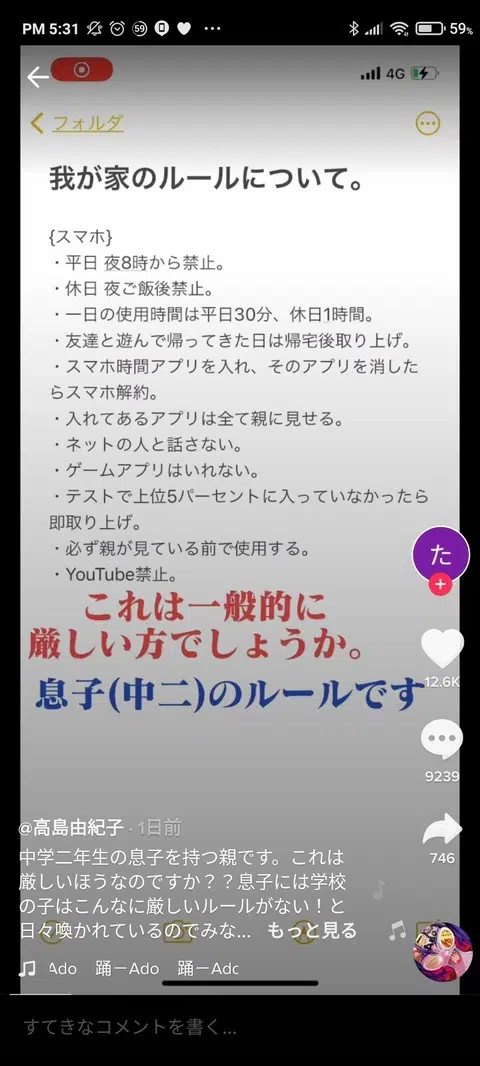 PM 5:31 59 ... 59%
4G
フォルダ
我が家のルールについて。
{スマホ}
・平日 夜8時から禁止。
・休日 夜ご飯後禁止。
・一日の使用時間は平日30分、休日1時間。
・友達と遊んで帰ってきた日は帰宅後取り上げ。
・スマホ時間アプリを入れ、そのアプリを消した
らスマホ解約。
・入れてあるアプリは全て親に見せる。
・ネットの人と話さない。
・ゲームアプリはいれない。
・テストで上位5パーセントに入っていなかったら
即取り上げ。
・必ず親が見ている前で使用する。
・YouTube禁止。
これは一般的に
厳しい方でしょうか。
息子(中二)のルールです
た
12.6K
9239
746
@高島由紀子 · 1日前
中学二年生の息子を持つ親です。これは
厳しいほうなのですか？？息子には学校
の子はこんなに厳しいルールがない！と
日々喚かれているのでみな... もっと見る
Ado 踊－Ado 踊－Adc
すてきなコメントを書く...